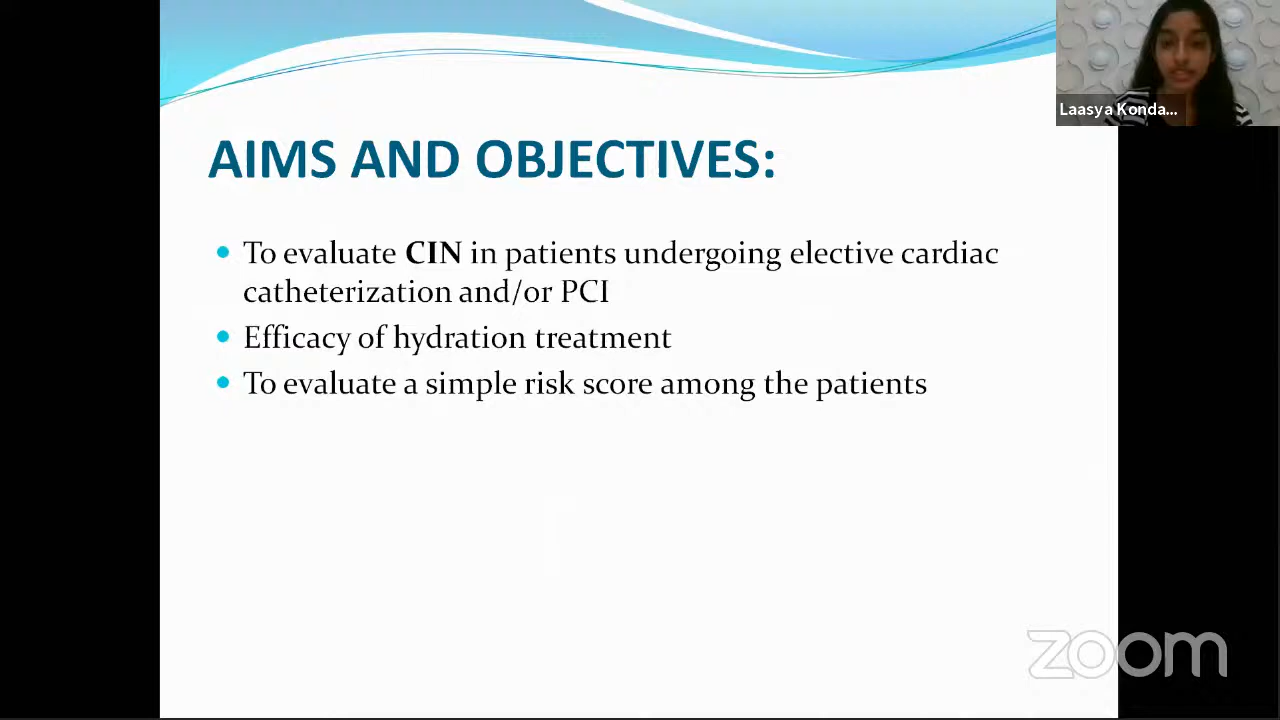 Laasya Konda...
AIMS AND OBJECTIVES:
• To evaluate CIN in patients undergoing elective cardiac
catheterization and/or PCI
• Efficacy of hydration treatment
• To evaluate a simple risk score among the patients
zoom